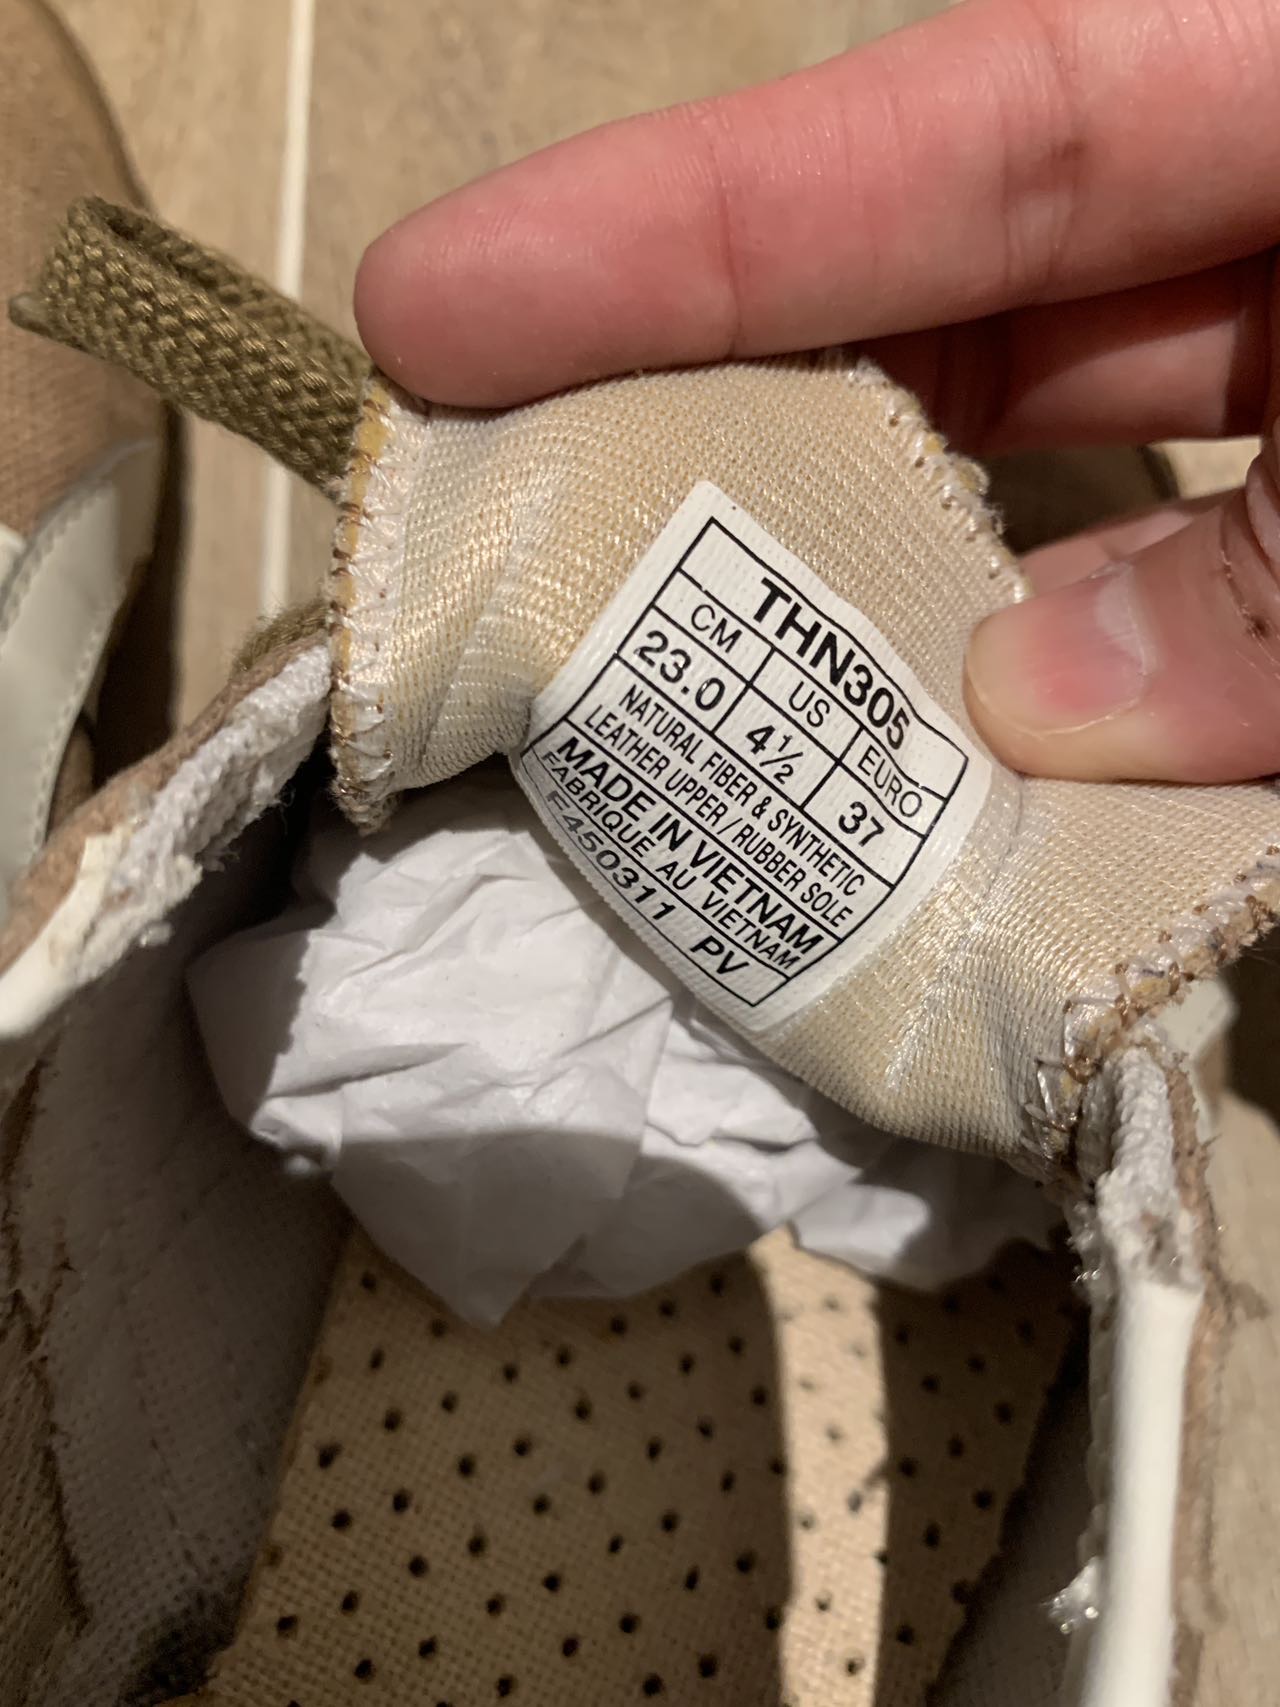 THN305
CM US EURO
23.0 4½ 37
NATURAL FIBER & SYNTHETIC
LEATHER UPPER / RUBBER SOLE
MADE IN VIETNAM
FABRIQUE AU VIETNAM
F450311 PV